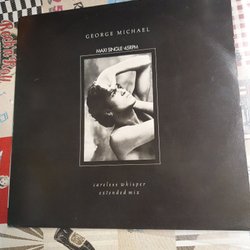 GEORGE MICHAEL
MAXI SINGLE 45RPM
careless whisper
extended mix